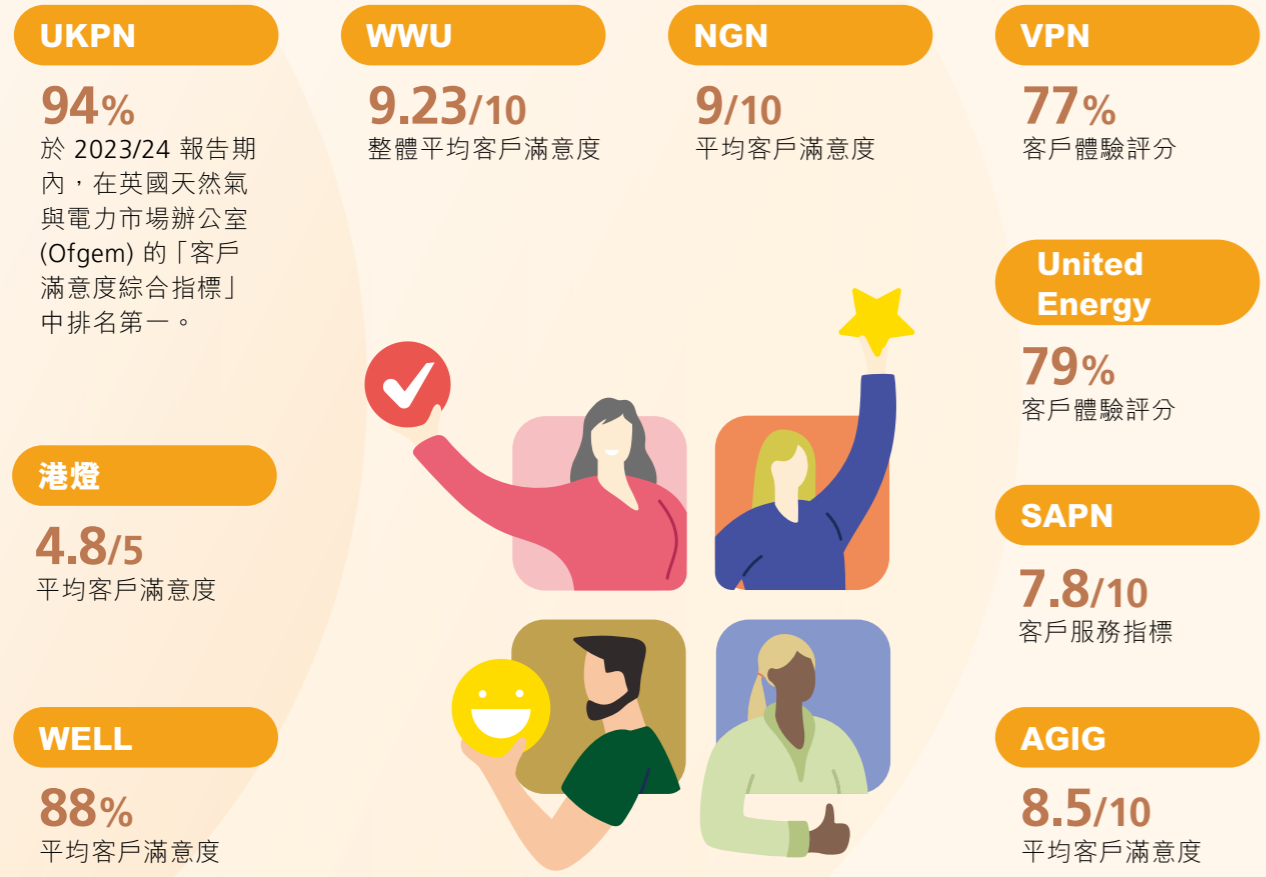 UKPN
94%
於 2023/24 報告期
內，在英國天然氣
與電力市場辦公室
(Ofgem) 的「客戶
滿意度綜合指標」
中排名第一。
WWU
9.23/10
整體平均客戶滿意度
NGN
9/10
平均客戶滿意度
VPN
77%
客戶體驗評分
United
Energy
79%
客戶體驗評分
港燈
4.8/5
平均客戶滿意度
SAPN
7.8/10
客戶服務指標
WELL
88%
平均客戶滿意度
AGIG
8.5/10
平均客戶滿意度